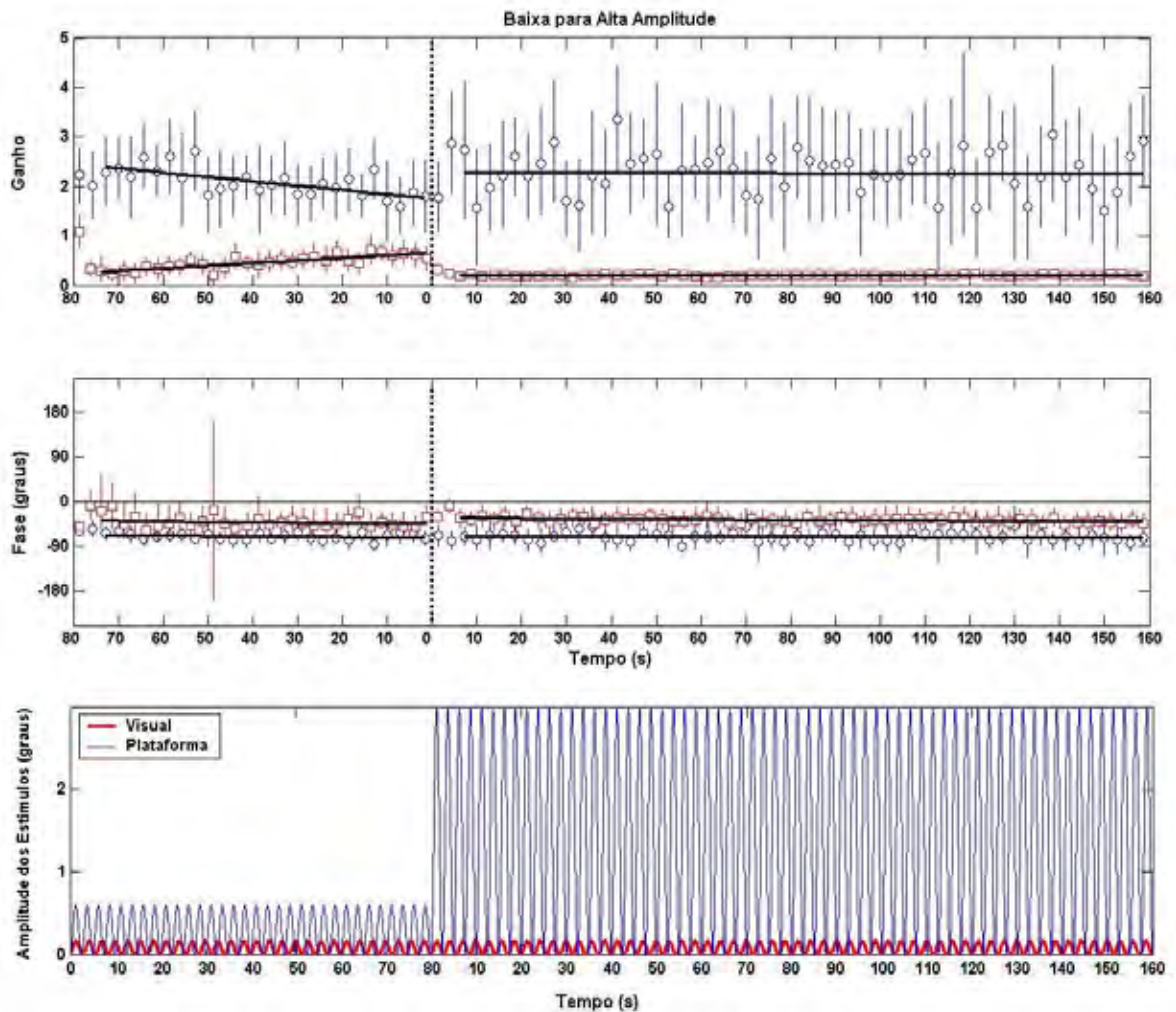 Baixa para Alta Amplitude
Ganho
5
4
3
2
1
0
80 70 60 50 40 30 20 10 0 10 20 30 40 50 60 70 80 90 100 110 120 130 140 150 160
Fase (graus)
180
90
0
-90
-180
80 70 60 50 40 30 20 10 0 10 20 30 40 50 60 70 80 90 100 110 120 130 140 150 160
Tempo (s)
Amplitude dos Estímulos (graus)
Visual
Plataforma
2
1
0
0 10 20 30 40 50 60 70 80 10 20 30 40 50 60 70 80 90 100 110 120 130 140 150 160
Tempo (s)